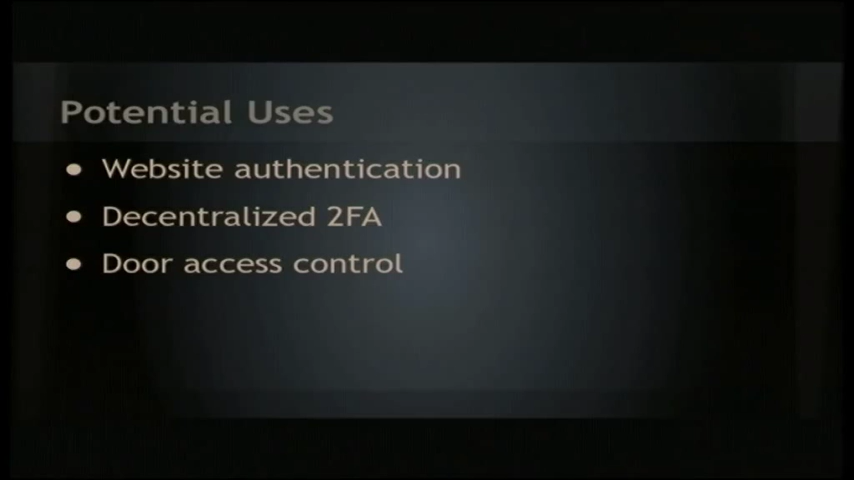 Potential Uses
● Website authentication
● Decentralized 2FA
● Door access control